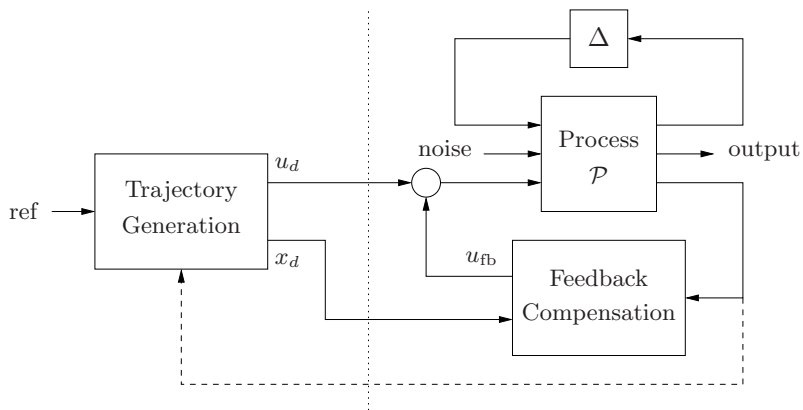 Δ
noise
Process
𝒫
output
u_d
ref
Trajectory
Generation
x_d
u_fb
Feedback
Compensation